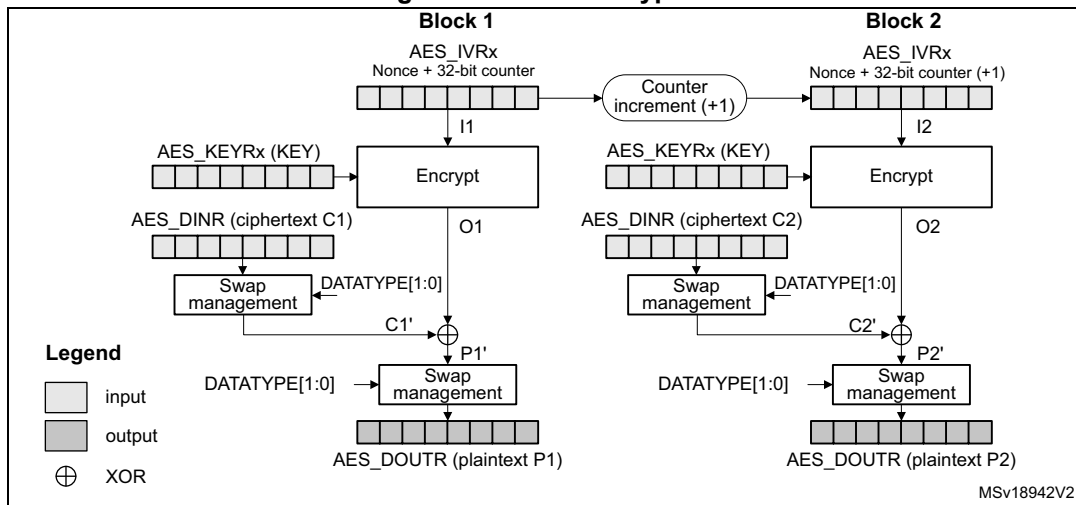 Block 1
Block 2
AES_IVRx
Nonce + 32-bit counter
AES_IVRx
Nonce + 32-bit counter (+1)
Counter
increment (+1)
I1
I2
AES_KEYRx (KEY)
Encrypt
AES_KEYRx (KEY)
Encrypt
AES_DINR (ciphertext C1)
O1
AES_DINR (ciphertext C2)
O2
Swap
management
DATATYPE[1:0]
Swap
management
DATATYPE[1:0]
C1'
C2'
P1'
P2'
DATATYPE[1:0]
Swap
management
DATATYPE[1:0]
Swap
management
AES_DOUTR (plaintext P1)
AES_DOUTR (plaintext P2)
Legend
input
output
XOR
MSv18942V2